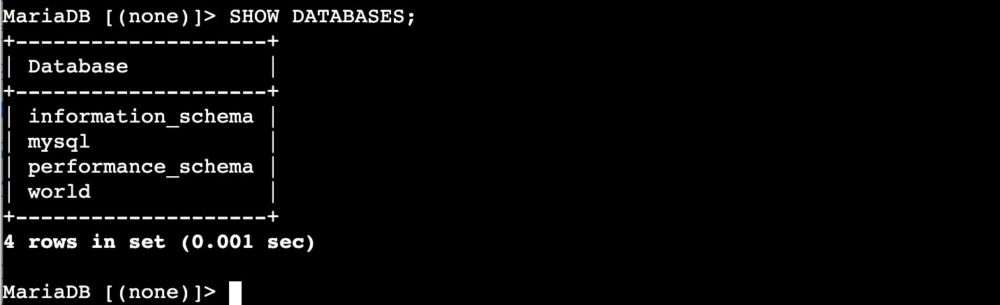 MariaDB [(none)]> SHOW DATABASES;
+--------------------+
| Database           |
+--------------------+
| information_schema |
| mysql              |
| performance_schema |
| world              |
+--------------------+
4 rows in set (0.001 sec)
MariaDB [(none)]>